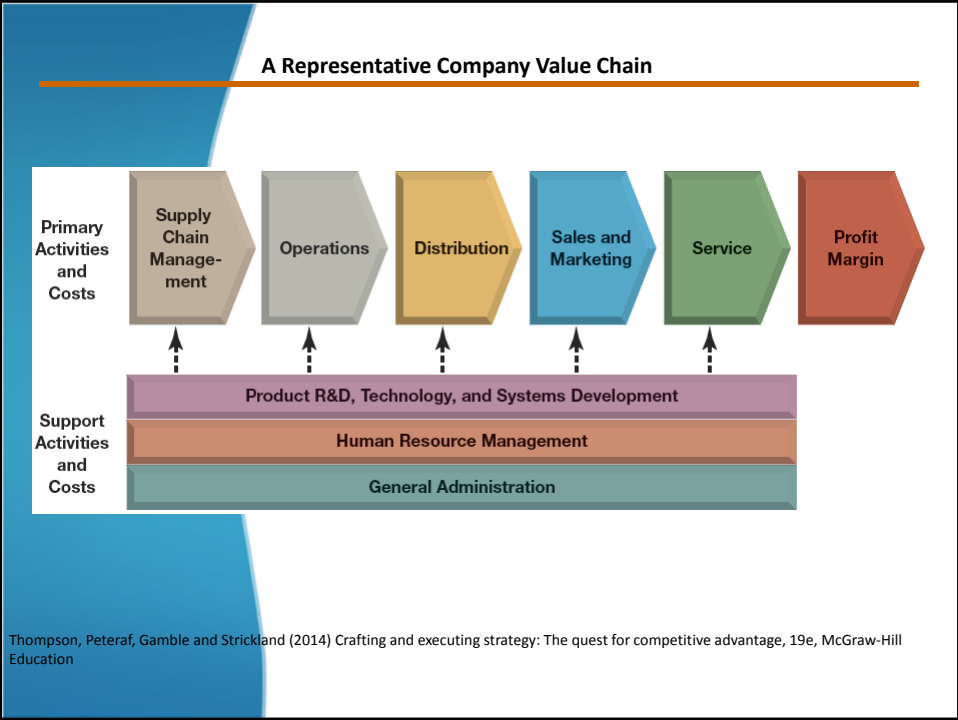 A Representative Company Value Chain
Primary
Activities
and
Costs
Supply
Chain
Manage-
ment
Operations
Distribution
Sales and
Marketing
Service
Profit
Margin
Support
Activities
and
Costs
Product R&D, Technology, and Systems Development
Human Resource Management
General Administration
Thompson, Peteraf, Gamble and Strickland (2014) Crafting and executing strategy: The quest for competitive advantage, 19e, McGraw-Hill
Education